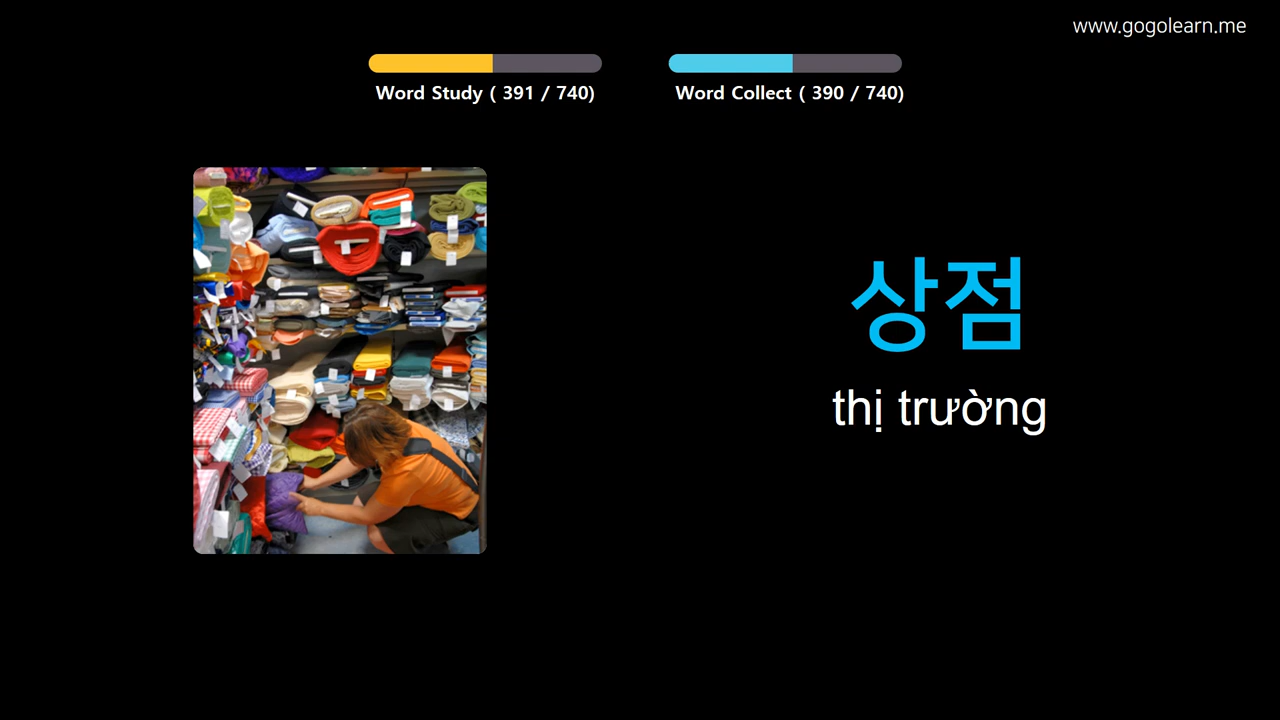 www.gogolearn.me
Word Study ( 391 / 740)
Word Collect ( 390 / 740)
상점
thị trường